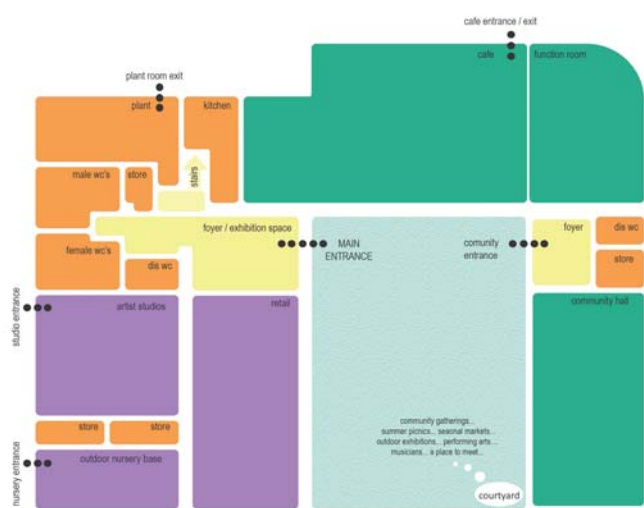 cafe entrance / exit
cafe
function room
plant room exit
plant
kitchen
male wc's
store
stairs
foyer / exhibition space
MAIN
ENTRANCE
comunity
entrance
foyer
dis wc
store
female wc's
dis wc
studio entrance
artist studios
retail
community hall
store
store
nursery entrance
outdoor nursery base
community gatherings...
summer picnics... seasonal markets...
outdoor exhibitions... performing arts...
musicians... a place to meet...
courtyard